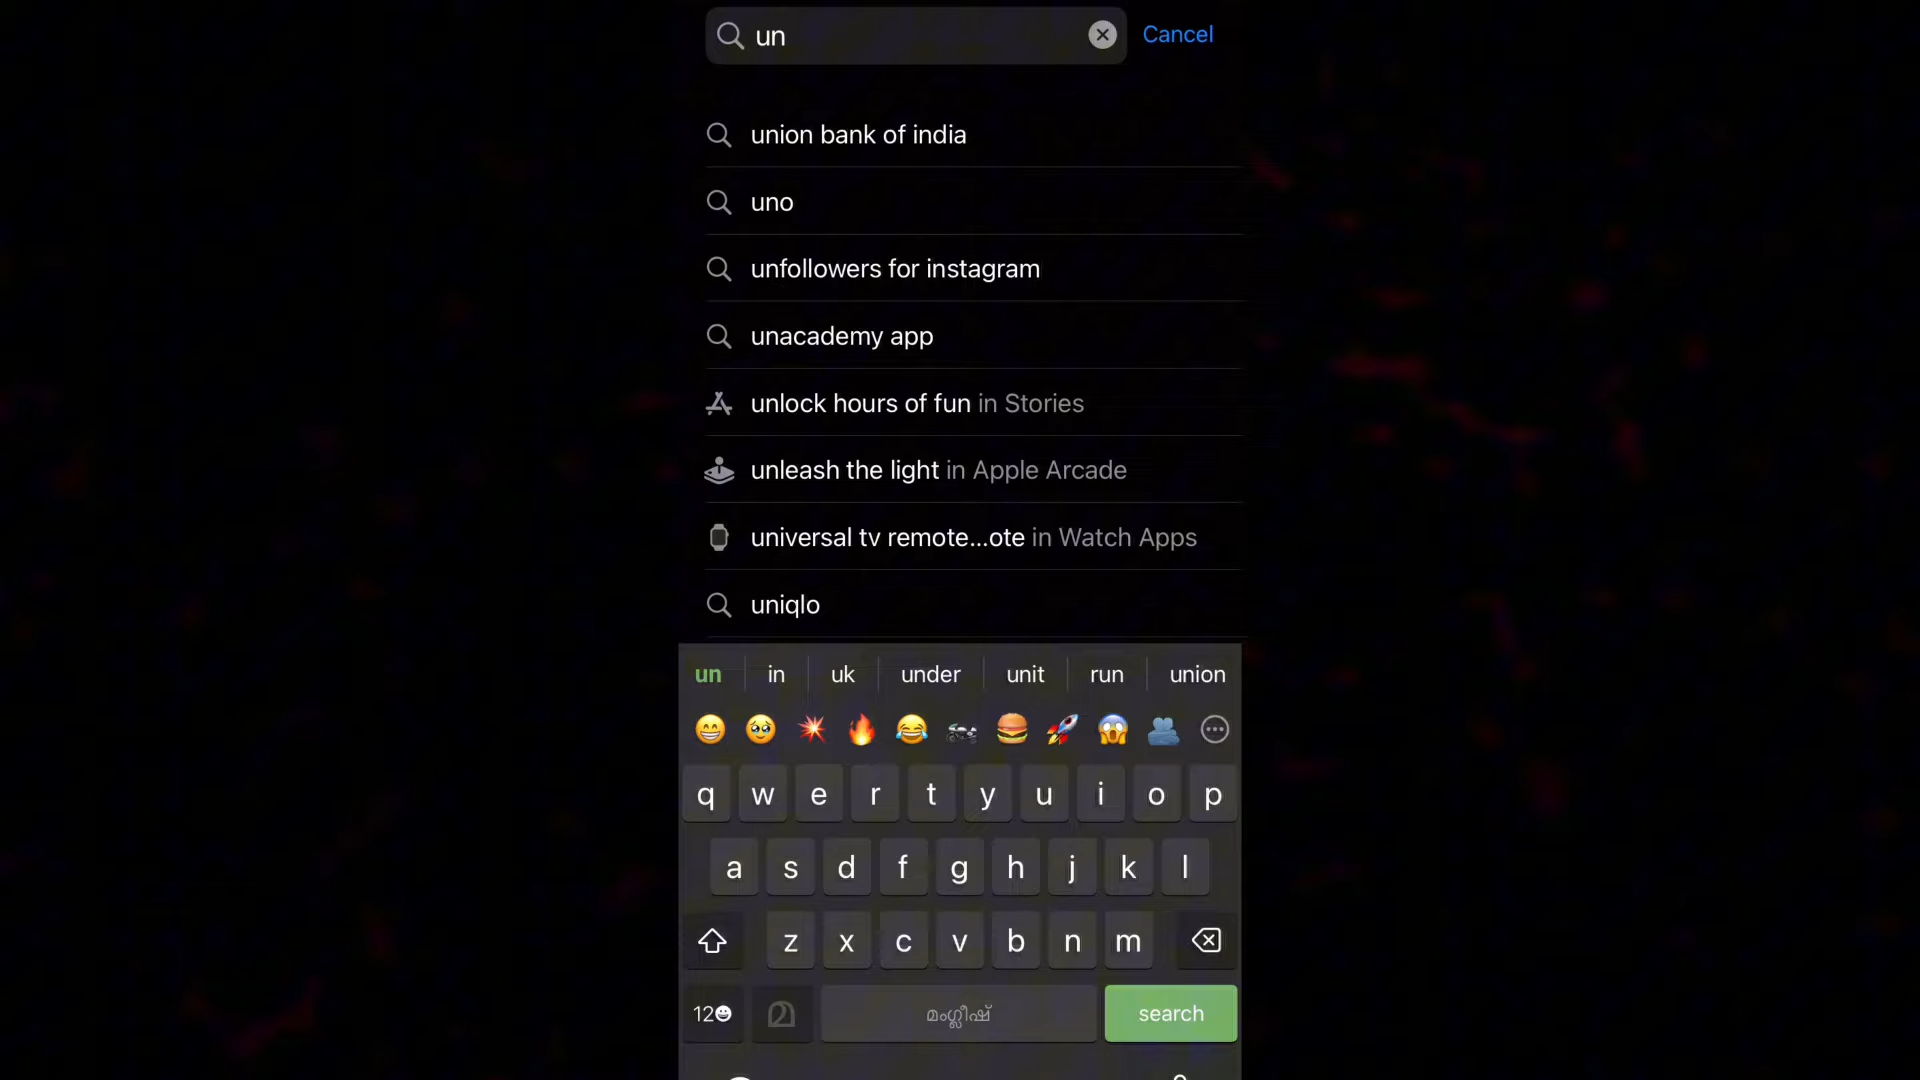 un Cancel
union bank of india
uno
unfollowers for instagram
unacademy app
unlock hours of fun in Stories
unleash the light in Apple Arcade
universal tv remote...ote in Watch Apps
uniqlo
un in uk under unit run union
q w e r t y u i o p
a s d f g h j k l
z x c v b n m
12 മ മംഗ്ലീഷ് search